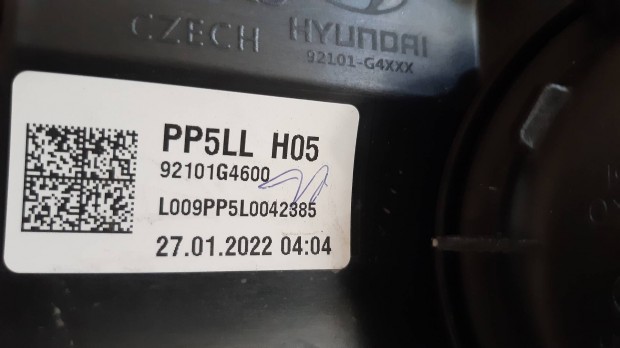 CZECH HYUNDAI
92101-G4XXX
PP5LL H05
92101G4600
L009PP5L0042385
27.01.2022 04:04